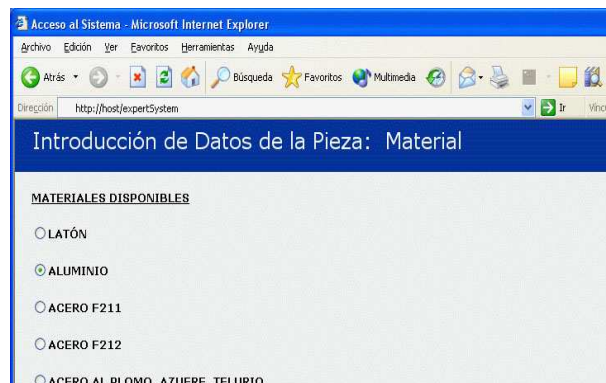 Acceso al Sistema - Microsoft Internet Explorer
Archivo Edición Ver Favoritos Herramientas Ayuda
Atrás Búsqueda Favoritos Multimedia
Dirección http://host/expertSystem Ir Vínc
Introducción de Datos de la Pieza: Material
MATERIALES DISPONIBLES
LATÓN
ALUMINIO
ACERO F211
ACERO F212
ACERO AL PLOMO, AZUFRE, TELURIO